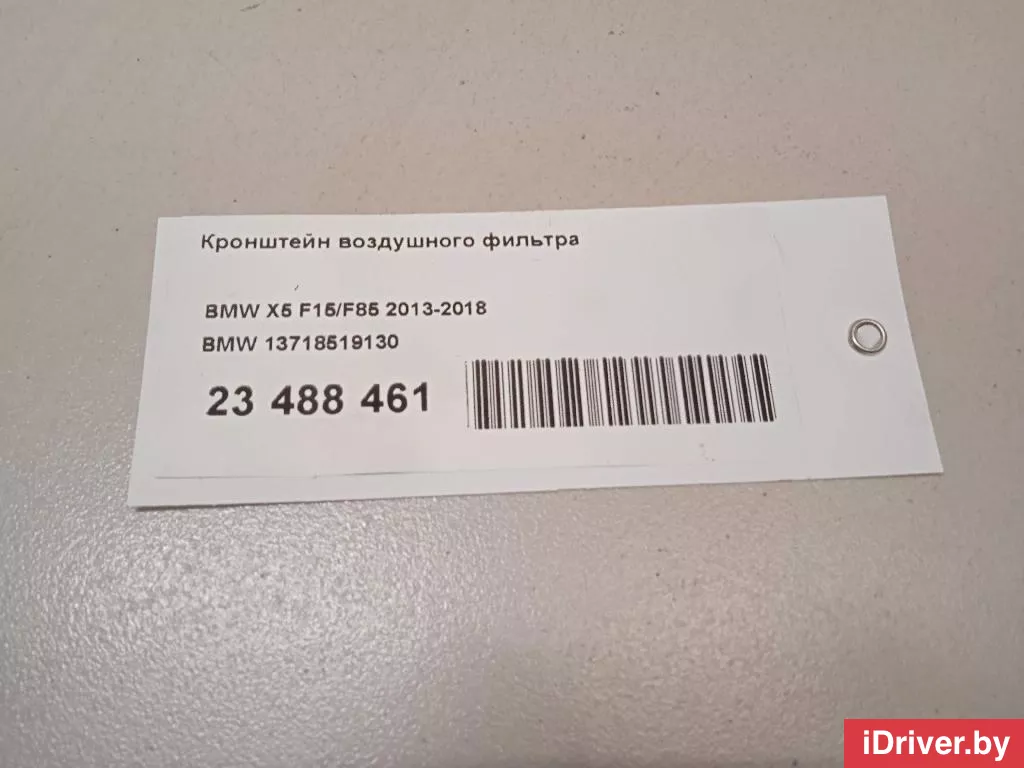 Кронштейн воздушного фильтра
BMW X5 F15/F85 2013-2018
BMW 13718519130
23 488 461
iDriver.by